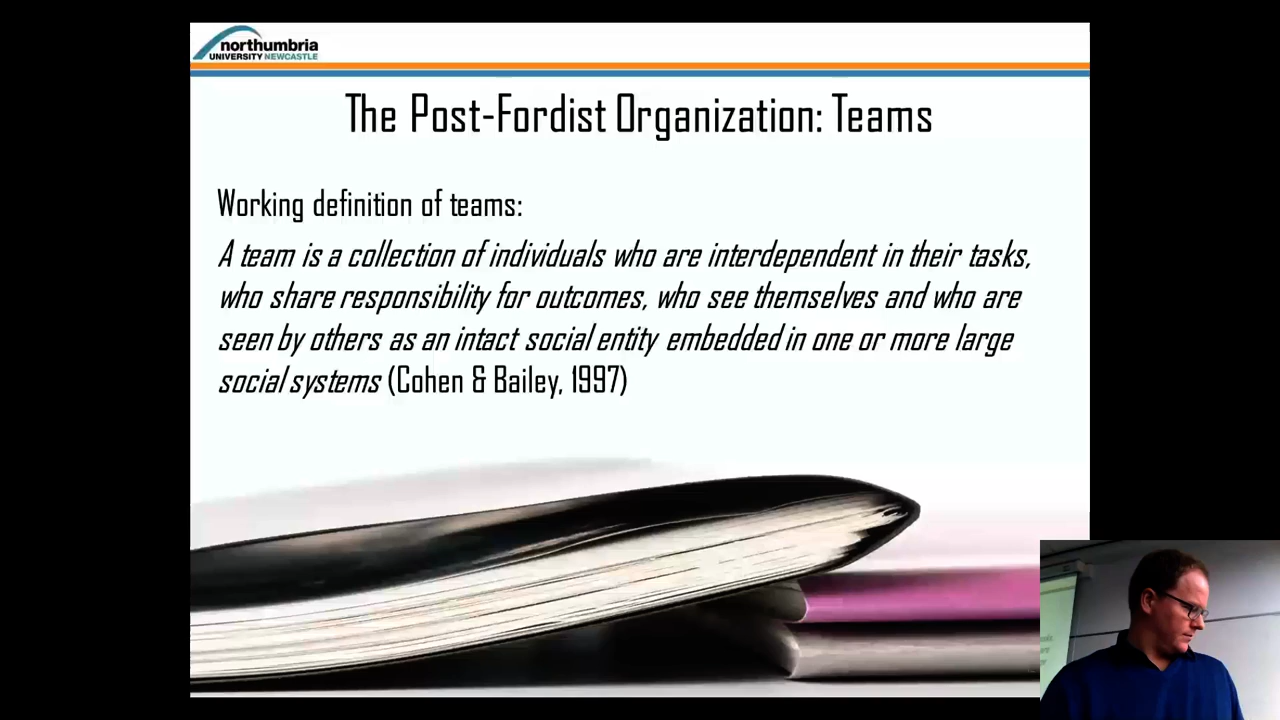 northumbria
UNIVERSITY NEWCASTLE
The Post-Fordist Organization: Teams
Working definition of teams:
A team is a collection of individuals who are interdependent in their tasks,
who share responsibility for outcomes, who see themselves and who are
seen by others as an intact social entity embedded in one or more large
social systems (Cohen & Bailey, 1997)